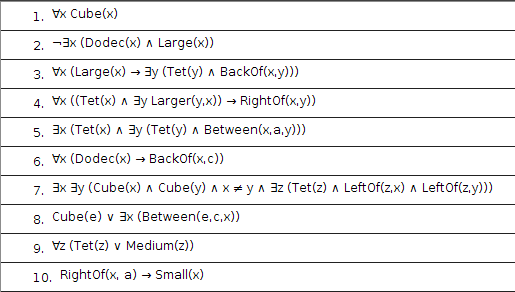 1. ∀x Cube(x)
2. ¬∃x (Dodec(x) ∧ Large(x))
3. ∀x (Large(x) → ∃y (Tet(y) ∧ BackOf(x,y)))
4. ∀x ((Tet(x) ∧ ∃y Larger(y,x)) → RightOf(x,y))
5. ∃x (Tet(x) ∧ ∃y (Tet(y) ∧ Between(x,a,y)))
6. ∀x (Dodec(x) → BackOf(x,c))
7. ∃x ∃y (Cube(x) ∧ Cube(y) ∧ x ≠ y ∧ ∃z (Tet(z) ∧ LeftOf(z,x) ∧ LeftOf(z,y)))
8. Cube(e) ∨ ∃x (Between(e,c,x))
9. ∀z (Tet(z) ∨ Medium(z))
10. RightOf(x, a) → Small(x)